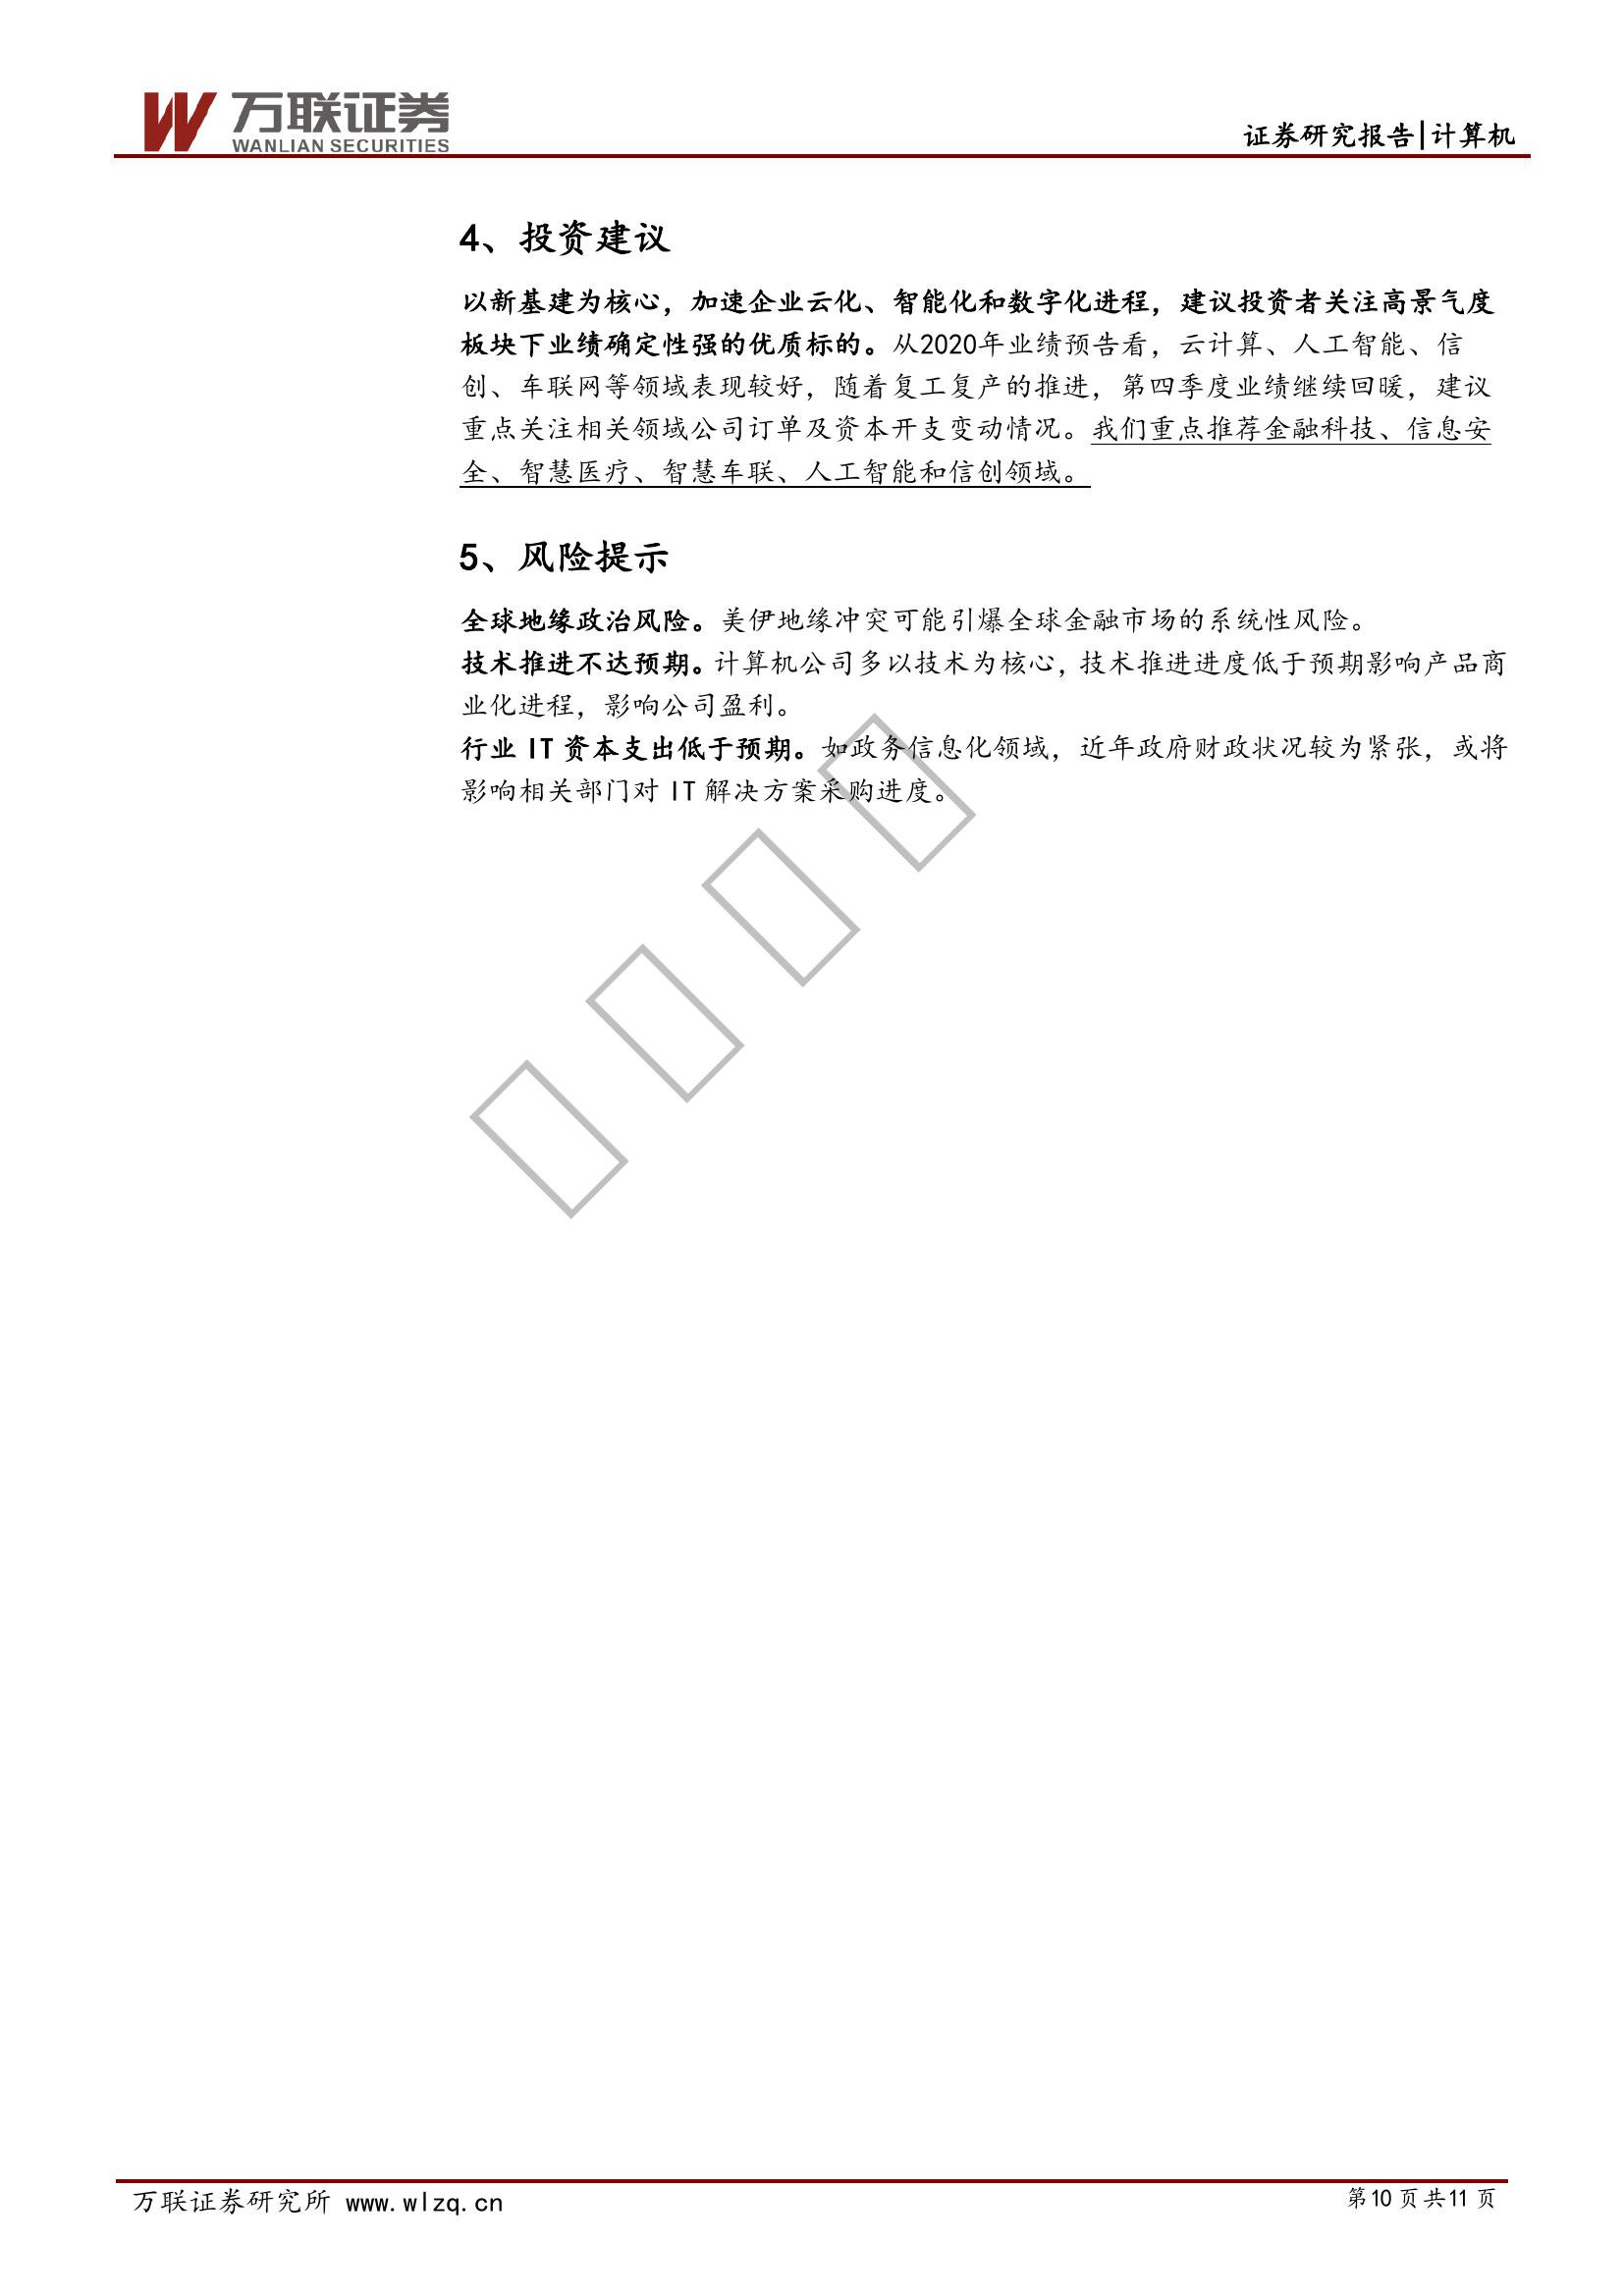 万联证券
WANLIAN SECURITIES
证券研究报告|计算机
4、投资建议
以新基建为核心，加速企业云化、智能化和数字化进程，建议投资者关注高景气度
板块下业绩确定性强的优质标的。从2020年业绩预告看，云计算、人工智能、信
创、车联网等领域表现较好，随着复工复产的推进，第四季度业绩继续回暖，建议
重点关注相关领域公司订单及资本开支变动情况。我们重点推荐金融科技、信息安
全、智慧医疗、智慧车联、人工智能和信创领域。
5、风险提示
全球地缘政治风险。美伊地缘冲突可能引爆全球金融市场的系统性风险。
技术推进不达预期。计算机公司多以技术为核心，技术推进进度低于预期影响产品商
业化进程，影响公司盈利。
行业 IT 资本支出低于预期。如政务信息化领域，近年政府财政状况较为紧张，或将
影响相关部门对 IT 解决方案采购进度。
万联证券研究所 www.wlzq.cn
第10页共11页